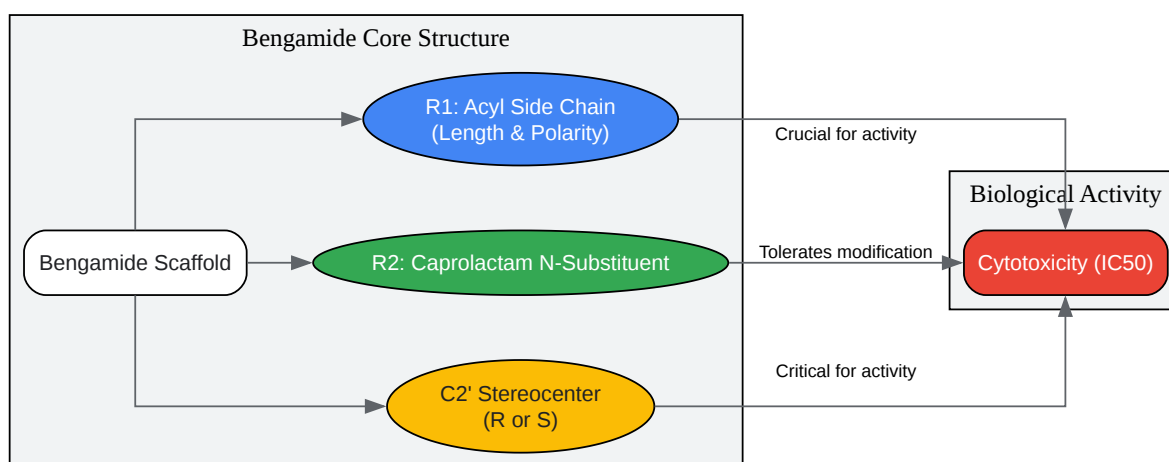 Bengamide Core Structure
R1: Acyl Side Chain
(Length & Polarity)
Crucial for activity
Biological Activity
Bengamide Scaffold
R2: Caprolactam N-Substituent
Tolerates modification
Cytotoxicity (IC50)
C2' Stereocenter
(R or S)
Critical for activity